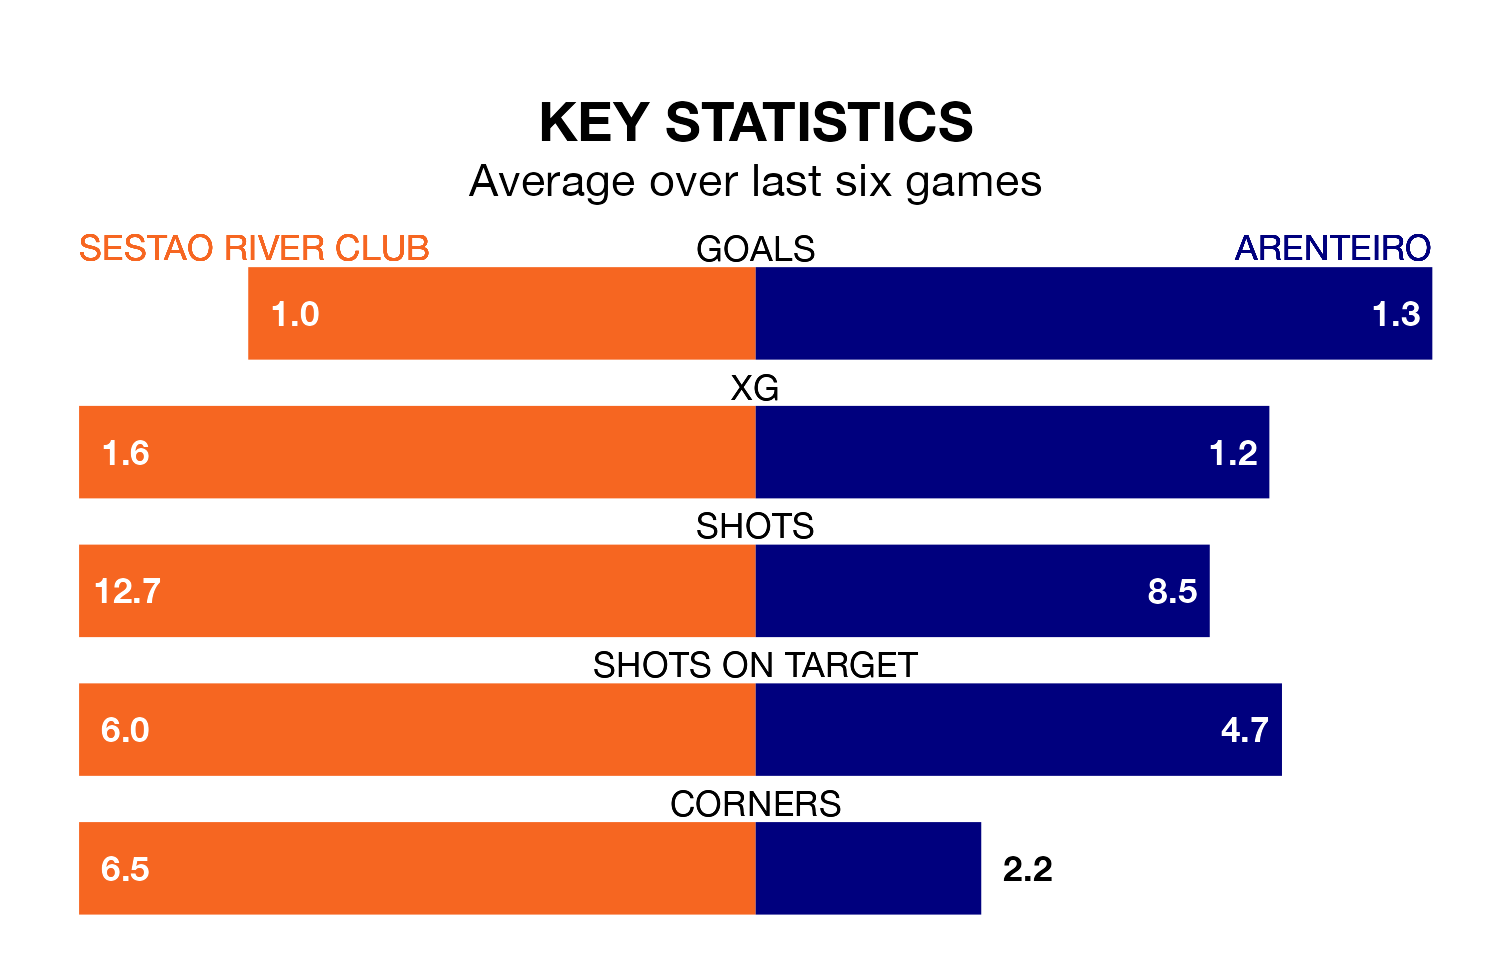 KEY STATISTICS
Average over last six games
SESTAO RIVER CLUB GOALS ARENTEIRO
1.0 1.3
XG
1.6 1.2
SHOTS
12.7 8.5
SHOTS ON TARGET
6.0 4.7
CORNERS
6.5 2.2